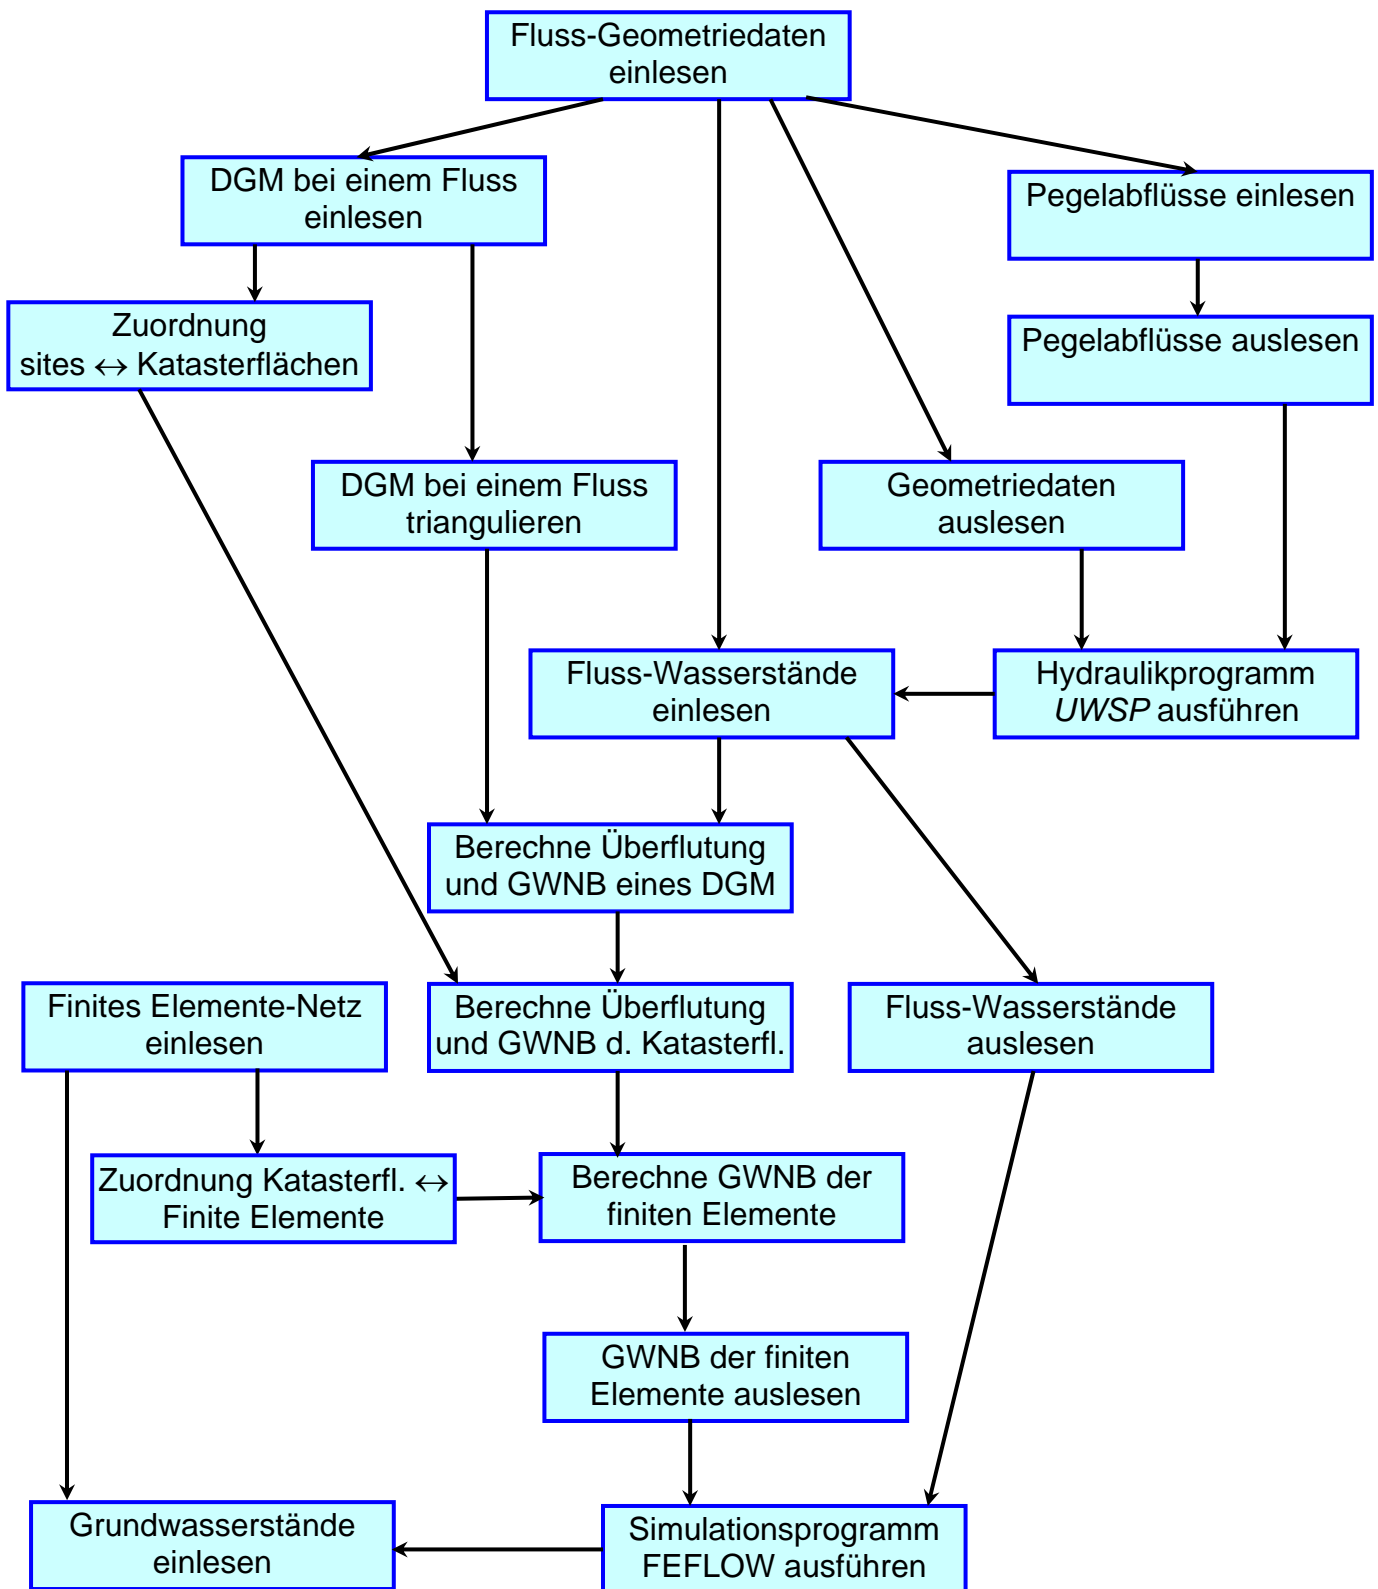 Fluss-Geometriedaten
einlesen
DGM bei einem Fluss
einlesen
Pegelabflüsse einlesen
Zuordnung
sites ↔ Katasterflächen
Pegelabflüsse auslesen
DGM bei einem Fluss
triangulieren
Geometriedaten
auslesen
Fluss-Wasserstände
einlesen
Hydraulikprogramm
UWSP ausführen
Berechne Überflutung
und GWNB eines DGM
Finites Elemente-Netz
einlesen
Berechne Überflutung
und GWNB d. Katasterfl.
Fluss-Wasserstände
auslesen
Zuordnung Katasterfl. ↔
Finite Elemente
Berechne GWNB der
finiten Elemente
GWNB der finiten
Elemente auslesen
Grundwasserstände
einlesen
Simulationsprogramm
FEFLOW ausführen